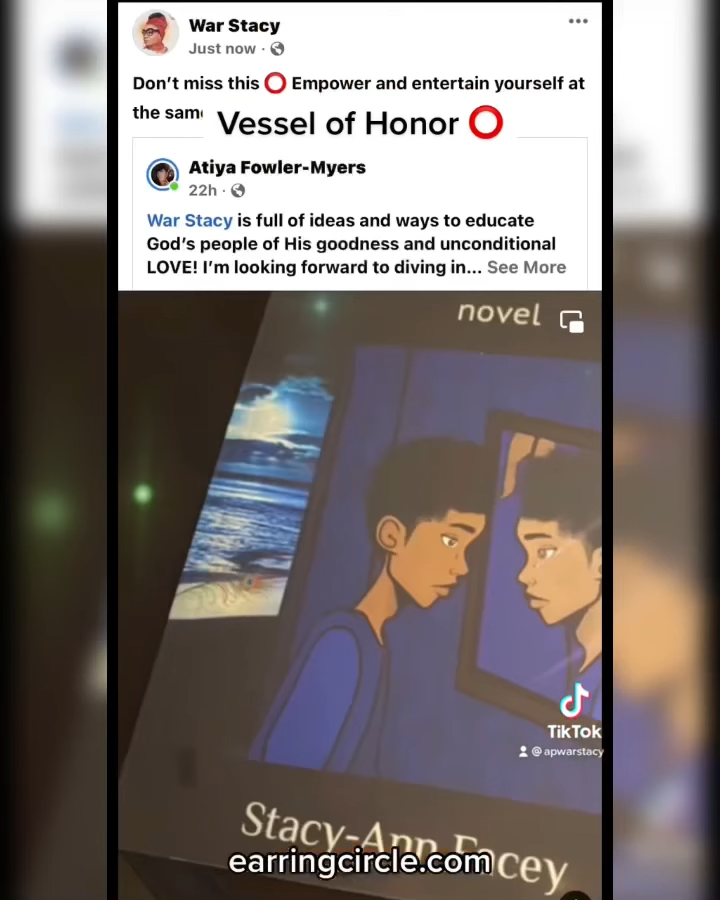 War Stacy
Just now ·
Don't miss this ⭕ Empower and entertain yourself at
the sam
Vessel of Honor ⭕
Atiya Fowler-Myers
22h ·
War Stacy is full of ideas and ways to educate
God's people of His goodness and unconditional
LOVE! I'm looking forward to diving in... See More
novel
TikTok
@apwarstacy
Stacy-Ann Facey
earringcircle.com